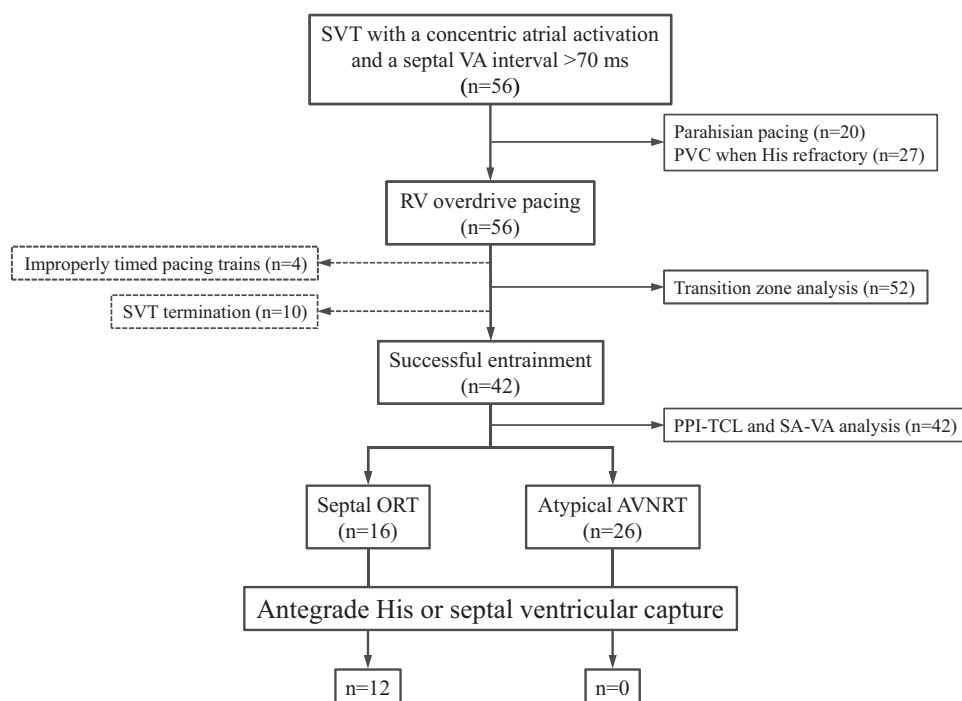 SVT with a concentric atrial activation
and a septal VA interval >70 ms
(n=56)
Parahisian pacing (n=20)
PVC when His refractory (n=27)
RV overdrive pacing
(n=56)
Improperly timed pacing trains (n=4)
Transition zone analysis (n=52)
SVT termination (n=10)
Successful entrainment
(n=42)
PPI-TCL and SA-VA analysis (n=42)
Septal ORT
(n=16)
Atypical AVNRT
(n=26)
Antegrade His or septal ventricular capture
n=12
n=0